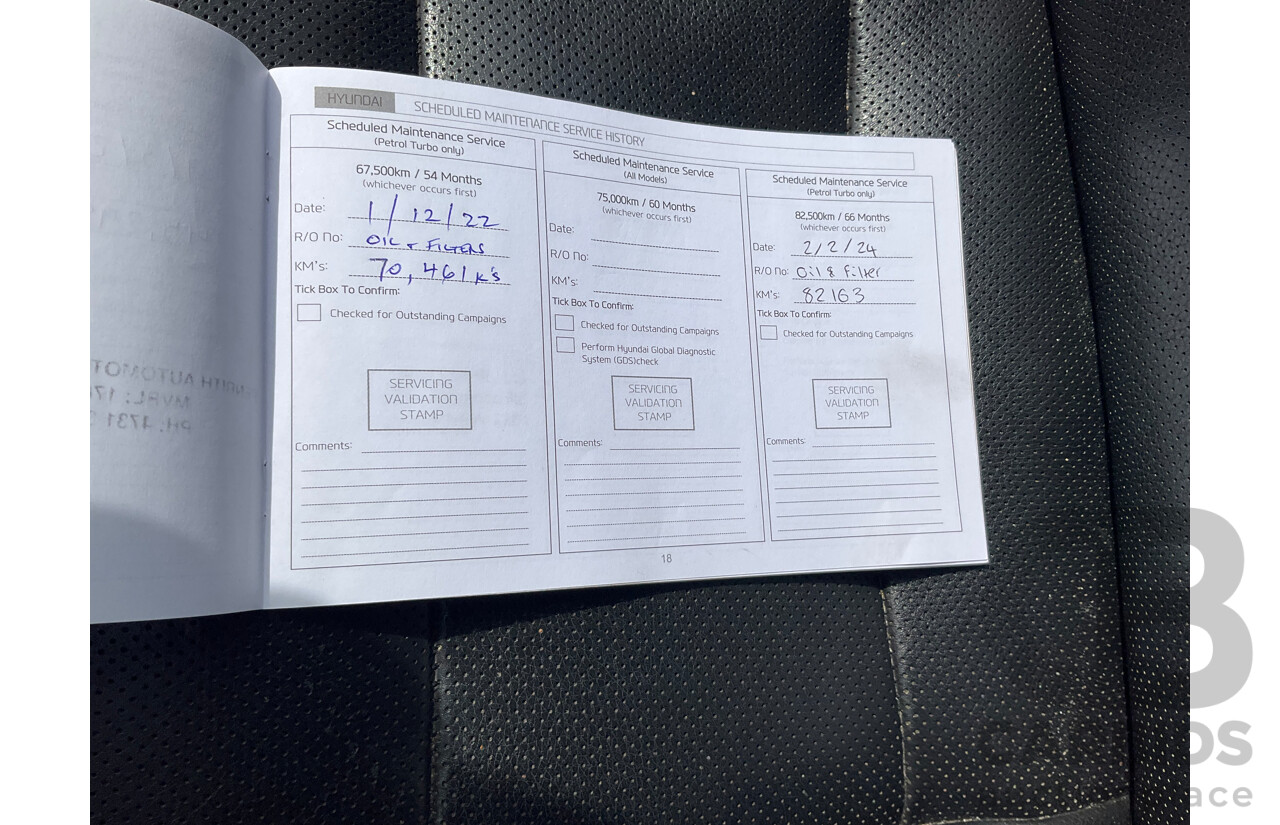 HYUNDAI
SCHEDULED MAINTENANCE SERVICE HISTORY
Scheduled Maintenance Service
(Petrol Turbo only)
67,500km / 54 Months
(whichever occurs first)
Date: 1/12/22
R/O No: OIL + FILTERS
KM's: 70,461 K's
Tick Box To Confirm:
Checked for Outstanding Campaigns
SERVICING
VALIDATION
STAMP
Comments:
Scheduled Maintenance Service
(All Models)
75,000km / 60 Months
(whichever occurs first)
Date:
R/O No:
KM's:
Tick Box To Confirm:
Checked for Outstanding Campaigns
Perform Hyundai Global Diagnostic
System (GDS)check
SERVICING
VALIDATION
STAMP
Comments:
Scheduled Maintenance Service
(Petrol Turbo only)
82,500km / 66 Months
(whichever occurs first)
Date: 2/2/24
R/O No: Oil & Filter
KM's: 82163
Tick Box To Confirm:
Checked for Outstanding Campaigns
SERVICING
VALIDATION
STAMP
Comments:
18